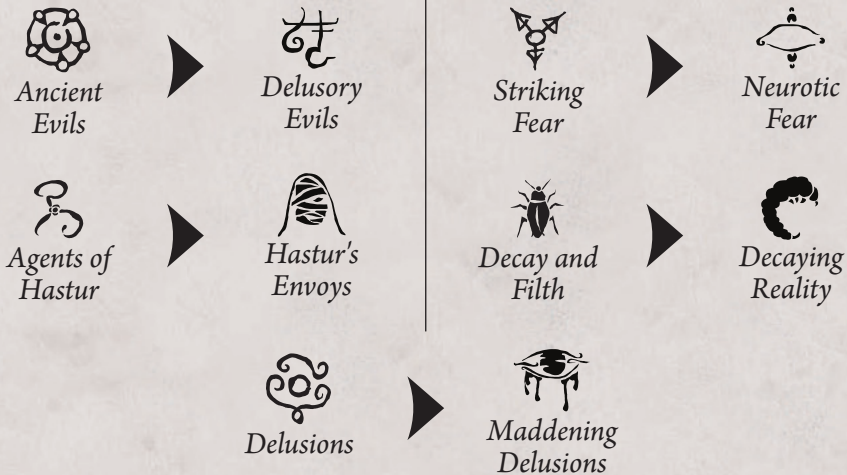 Ancient
Evils
Delusory
Evils
Striking
Fear
Neurotic
Fear
Agents of
Hastur
Hastur's
Envoys
Decay and
Filth
Decaying
Reality
Delusions
Maddening
Delusions